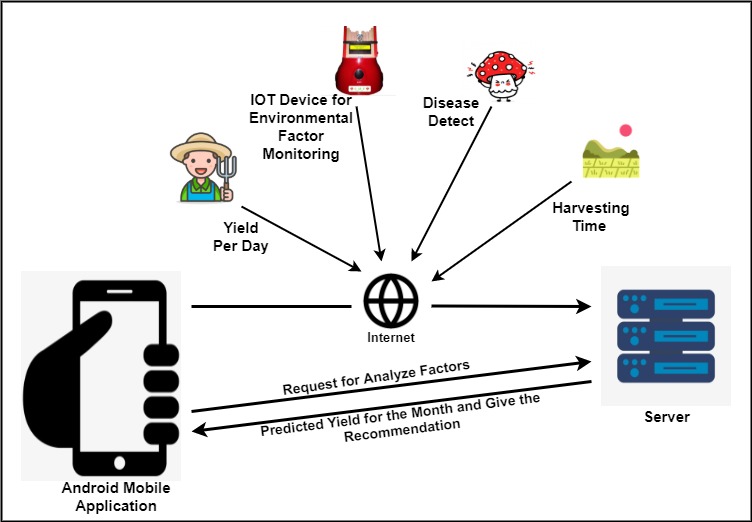 IOT Device for
Environmental
Factor
Monitoring
Disease
Detect
Yield
Per Day
Harvesting
Time
Internet
Request for Analyze Factors
Predicted Yield for the Month and Give the
Recommendation
Server
Android Mobile
Application